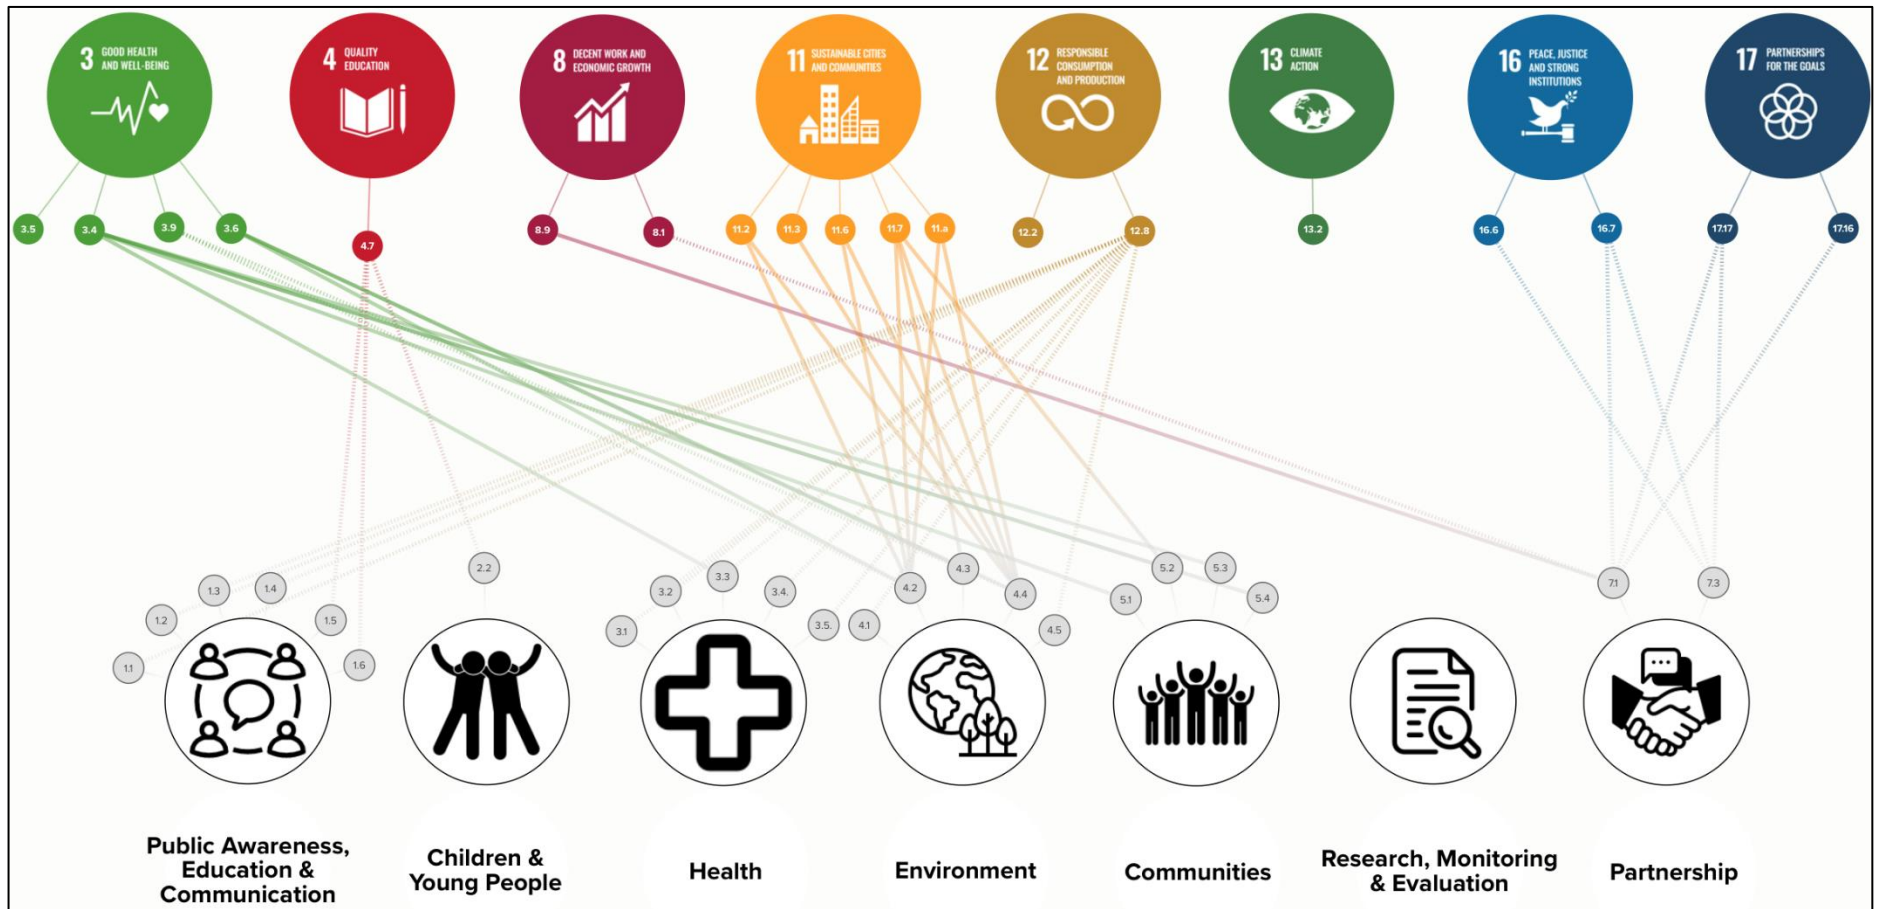 3 GOOD HEALTH
AND WELL-BEING
4 QUALITY
EDUCATION
8 DECENT WORK AND
ECONOMIC GROWTH
11 SUSTAINABLE CITIES
AND COMMUNITIES
12 RESPONSIBLE
CONSUMPTION
AND PRODUCTION
13 CLIMATE
ACTION
16 PEACE, JUSTICE
AND STRONG
INSTITUTIONS
17 PARTNERSHIPS
FOR THE GOALS
3.5
3.4
3.9
3.6
4.7
8.9
8.1
11.2
11.3
11.6
11.7
11.a
12.2
12.8
13.2
16.6
16.7
17.17
17.16
1.1
1.2
1.3
1.4
1.5
1.6
2.2
3.1
3.2
3.3
3.4.
3.5.
4.1
4.2
4.3
4.4
4.5
5.1
5.2
5.3
5.4
7.1
7.3
Public Awareness,
Education &
Communication
Children &
Young People
Health
Environment
Communities
Research, Monitoring
& Evaluation
Partnership